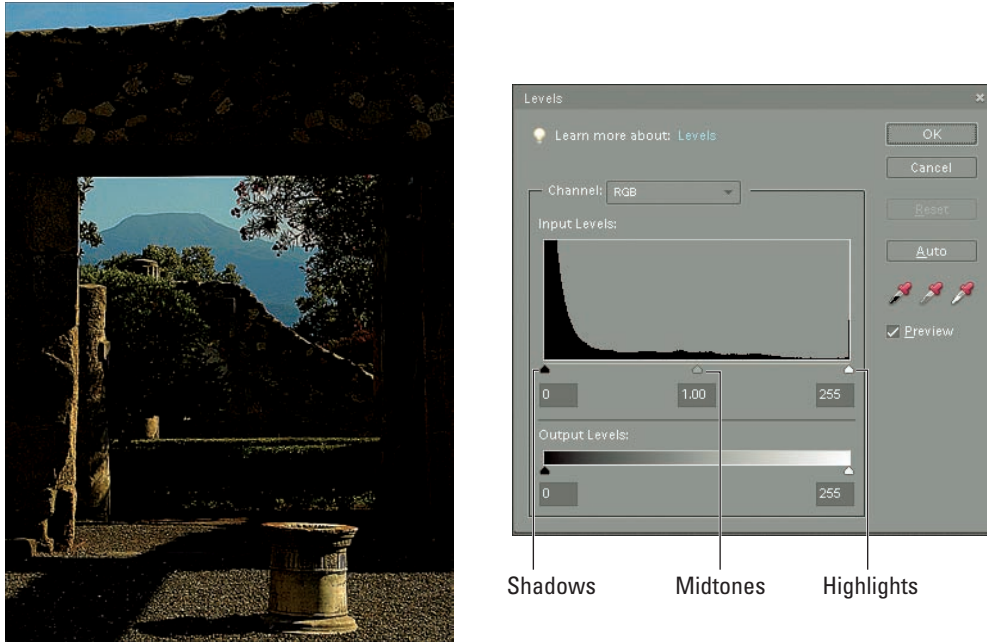 Levels
Learn more about: Levels
OK
Cancel
Reset
Auto
Preview
Channel: RGB
Input Levels:
0 1.00 255
Output Levels:
0 255
Shadows Midtones Highlights